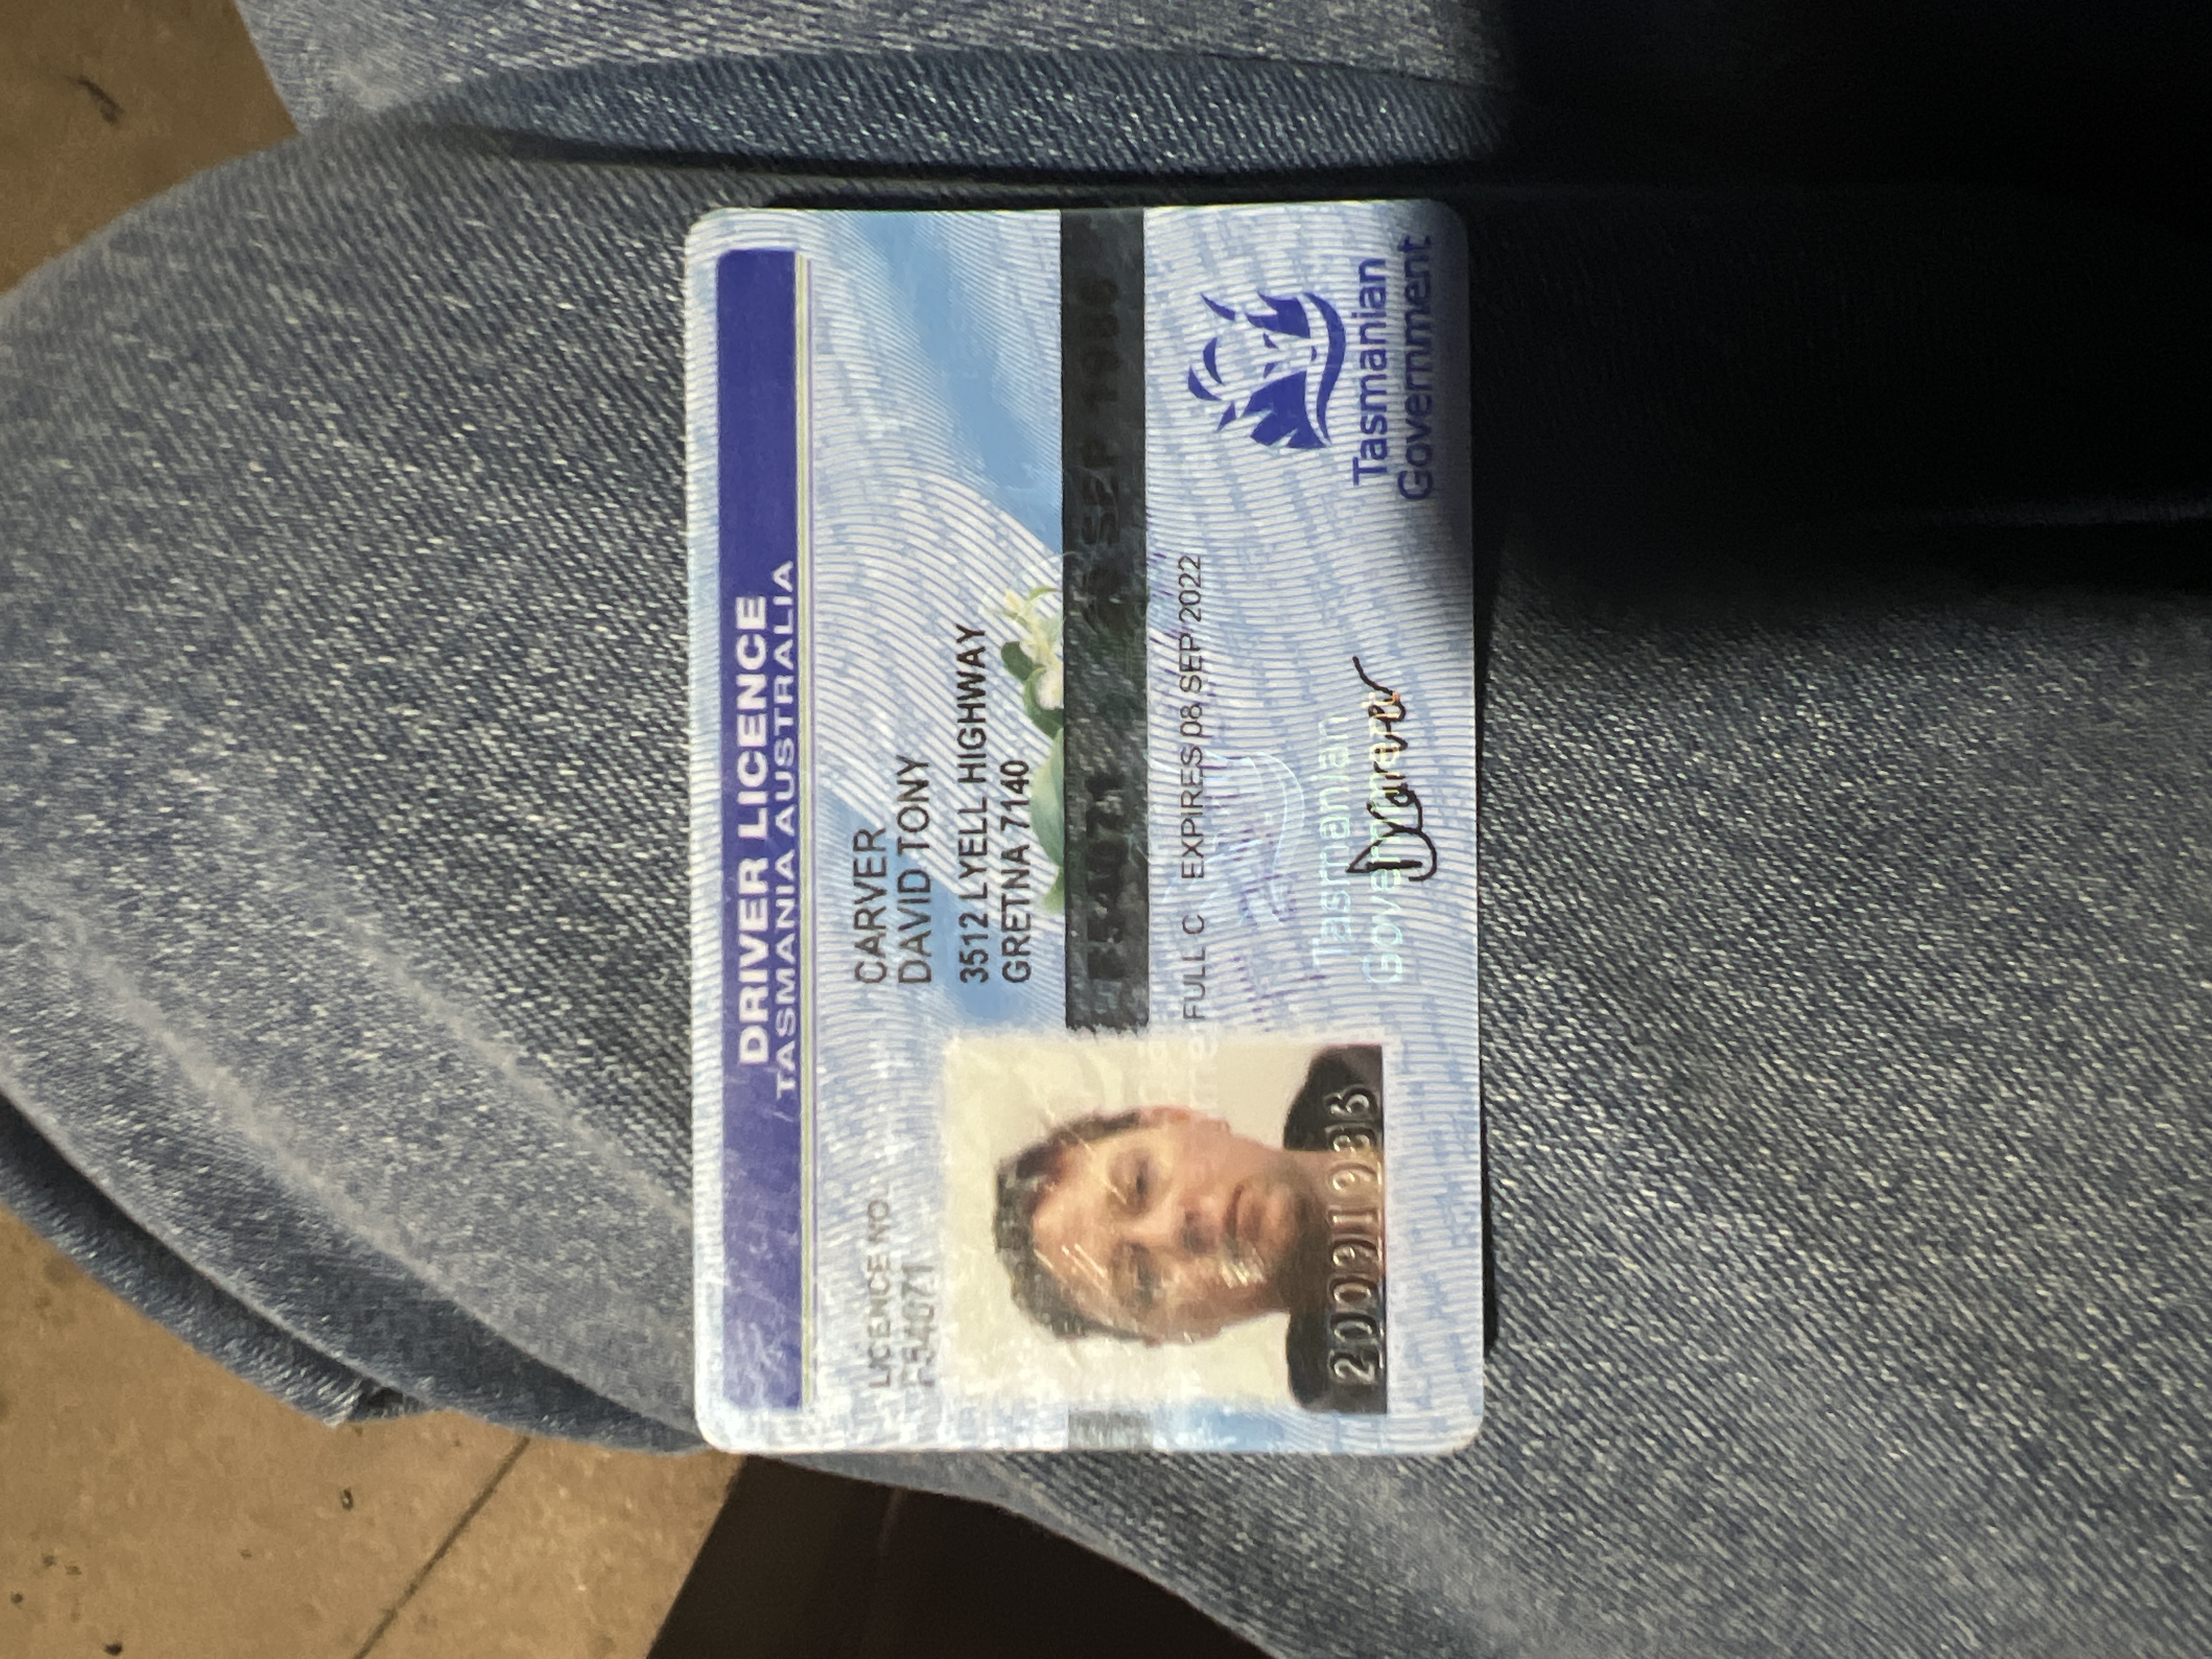 DRIVER LICENCE
TASMANIA AUSTRALIA
LICENCE NO.
F54071
CARVER
DAVID TONY
3512 LYELL HIGHWAY
GRETNA 7140
F54071 20 SEP 1986
FULL C EXPIRES 08 SEP 2022
20091986
Tasmanian
Government
DCarver
Tasmanian
Government